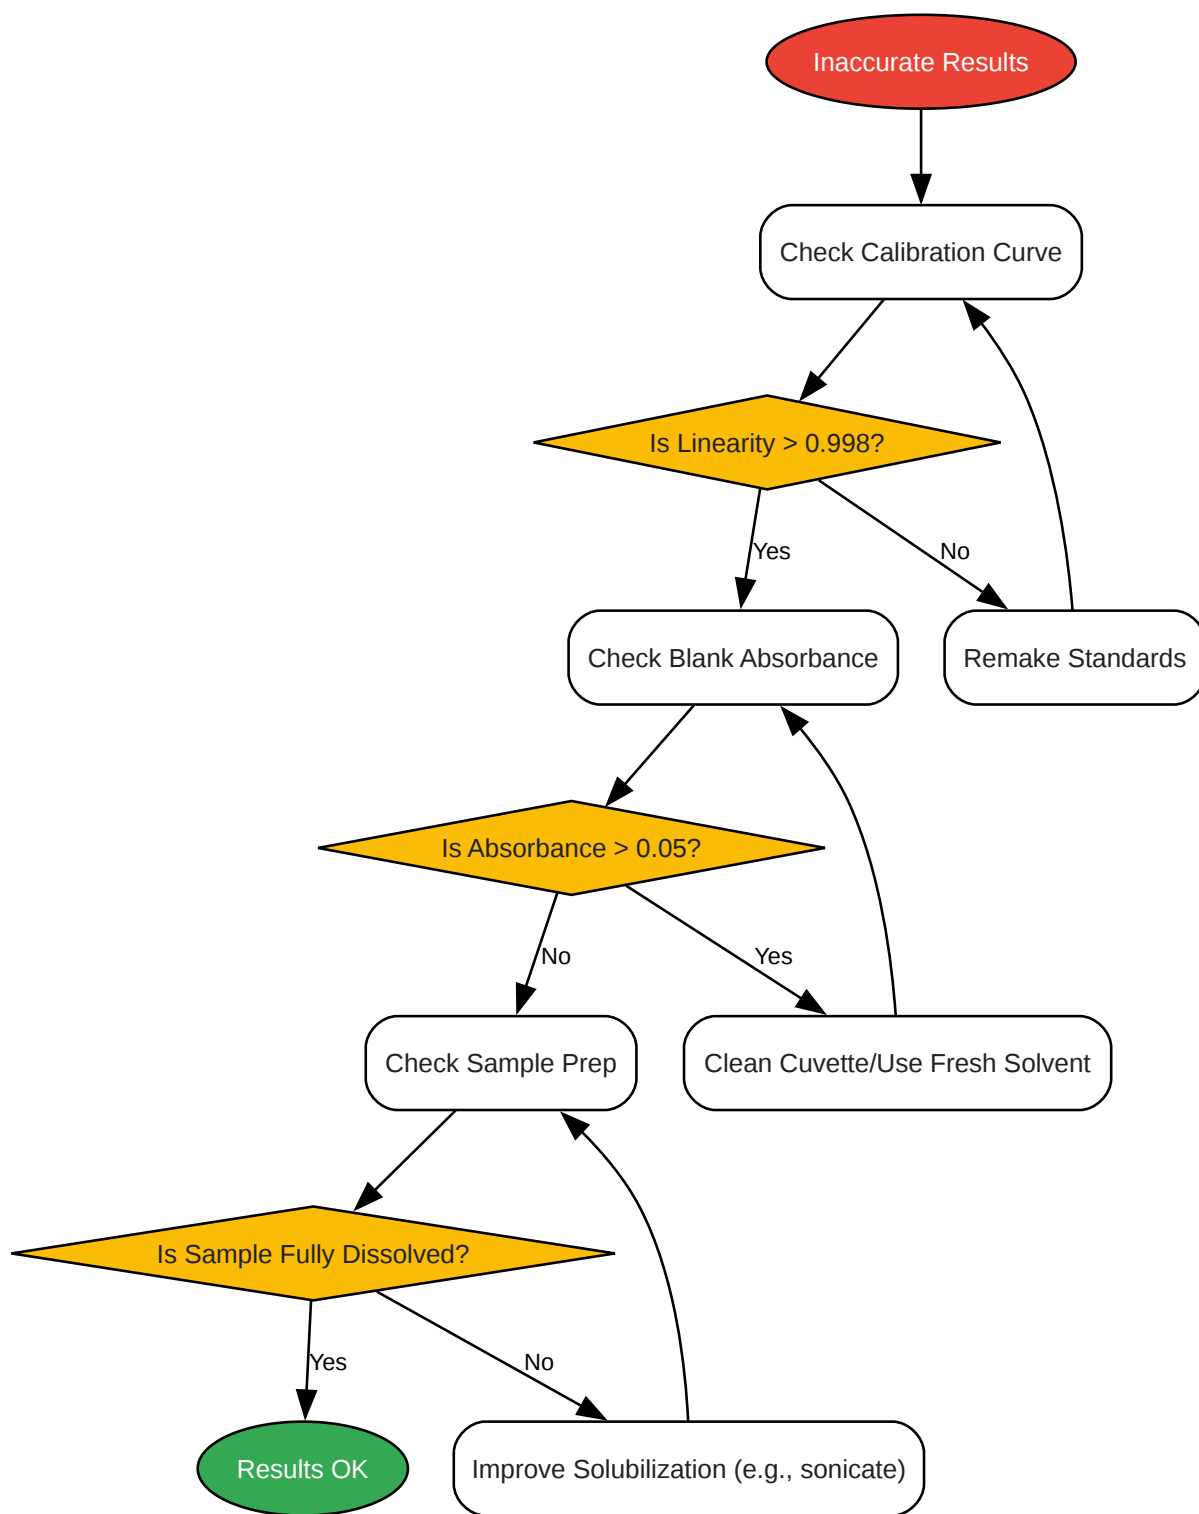 Inaccurate Results
Check Calibration Curve
Is Linearity > 0.998?
Yes
No
Check Blank Absorbance
Remake Standards
Is Absorbance > 0.05?
No
Yes
Check Sample Prep
Clean Cuvette/Use Fresh Solvent
Is Sample Fully Dissolved?
Yes
No
Results OK
Improve Solubilization (e.g., sonicate)